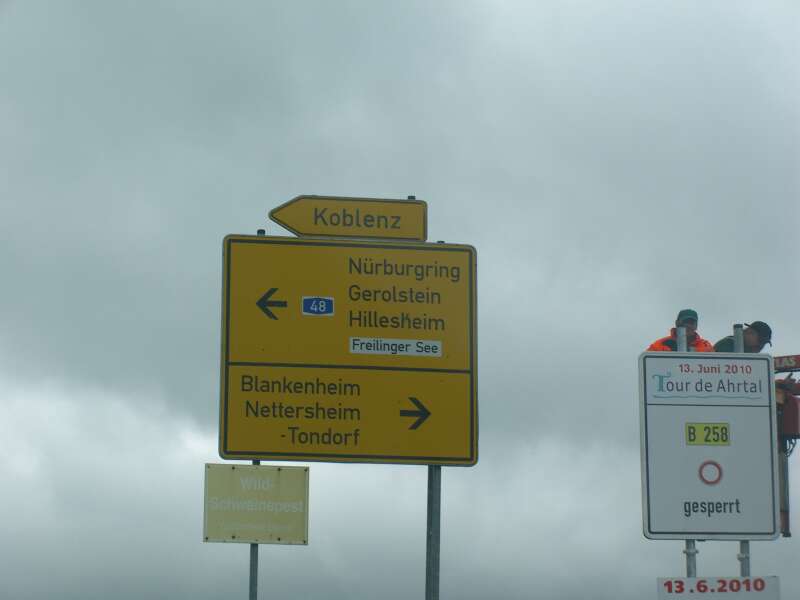 Koblenz
Nürburgring
48 Gerolstein
Hillesheim
Freilinger See
Blankenheim
Nettersheim
-Tondorf
Wild-
Schweinepest
13. Juni 2010
Tour de Ahrtal
B 258
gesperrt
13.6.2010